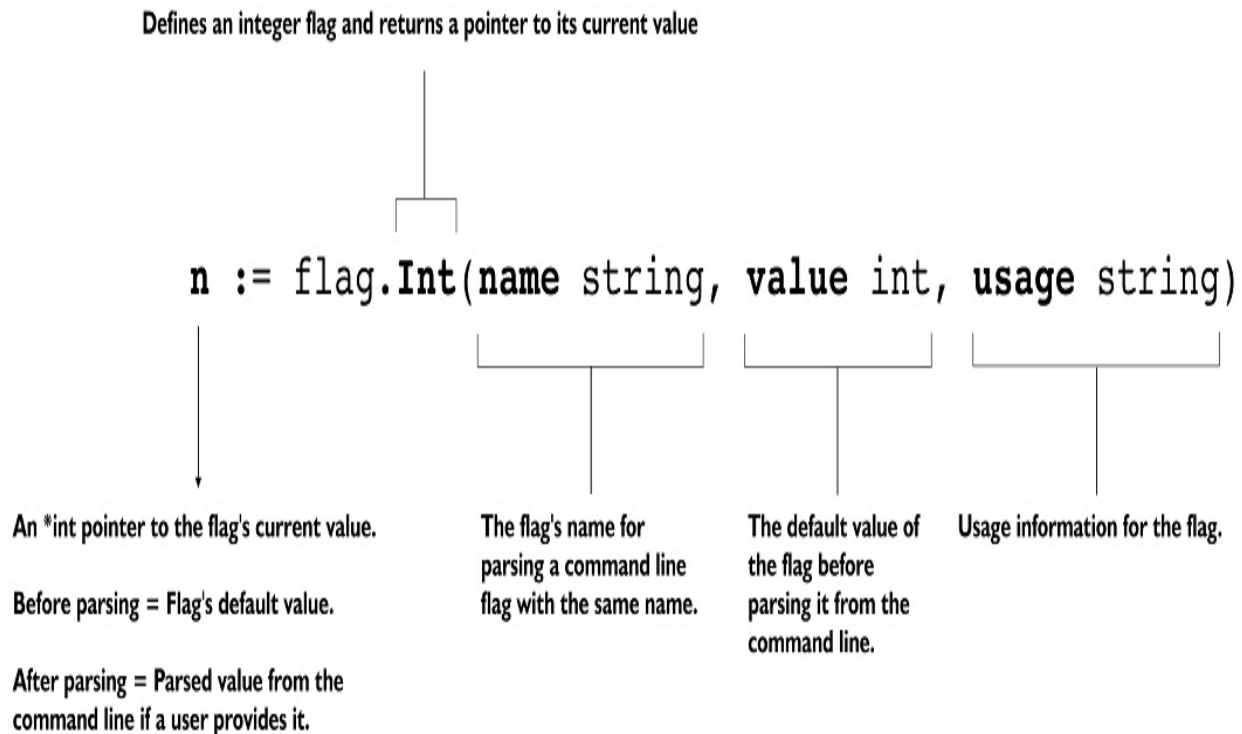 Defines an integer flag and returns a pointer to its current value
n := flag.Int(name string, value int, usage string)
An *int pointer to the flag's current value.
Before parsing = Flag's default value.
After parsing = Parsed value from the
command line if a user provides it.
The flag's name for
parsing a command line
flag with the same name.
The default value of
the flag before
parsing it from the
command line.
Usage information for the flag.